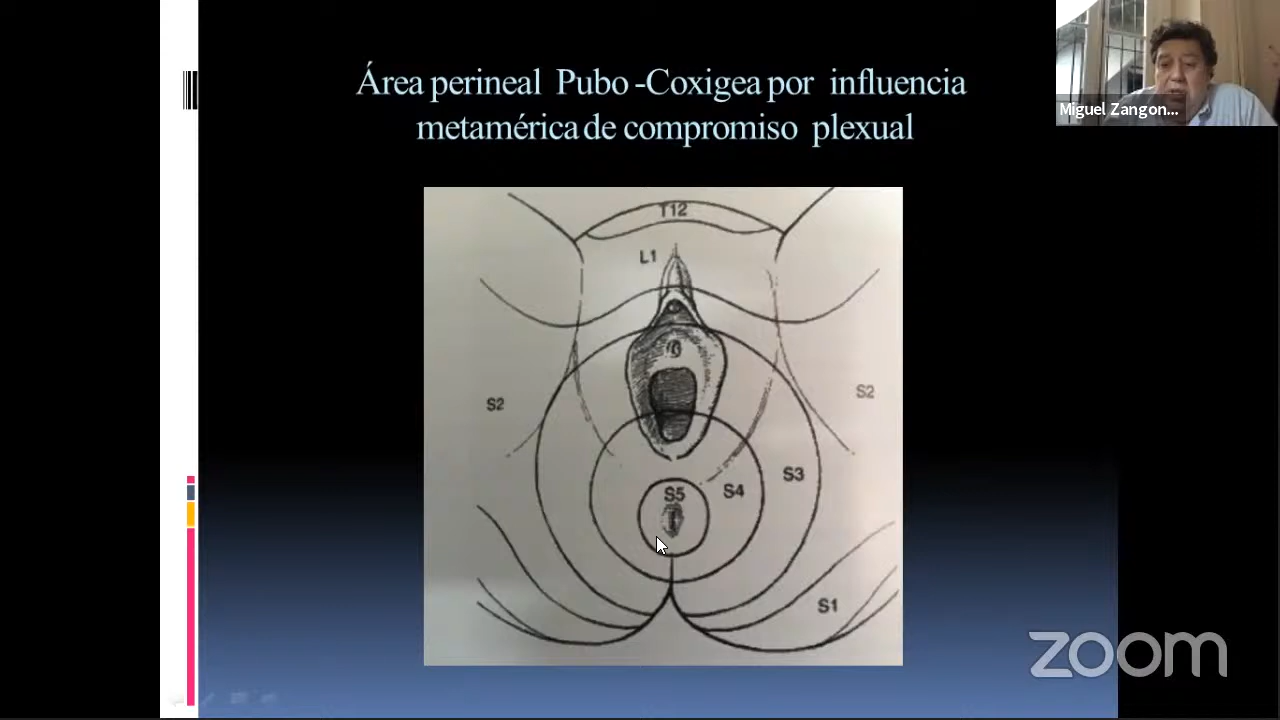 Área perineal Pubo -Coxigea por influencia
metamérica de compromiso plexual
Miguel Zangon...
T12
L1
S2
S2
S3
S4
S5
S1
zoom